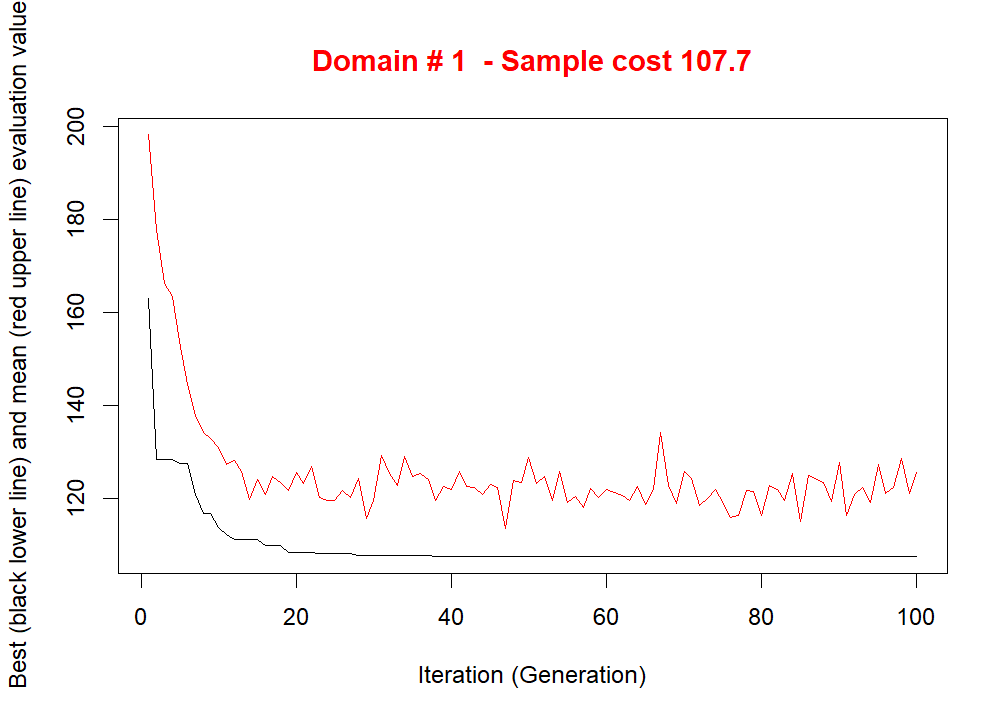 Domain # 1  - Sample cost 107.7
Best (black lower line) and mean (red upper line) evaluation value
200
180
160
140
120
0 20 40 60 80 100
Iteration (Generation)